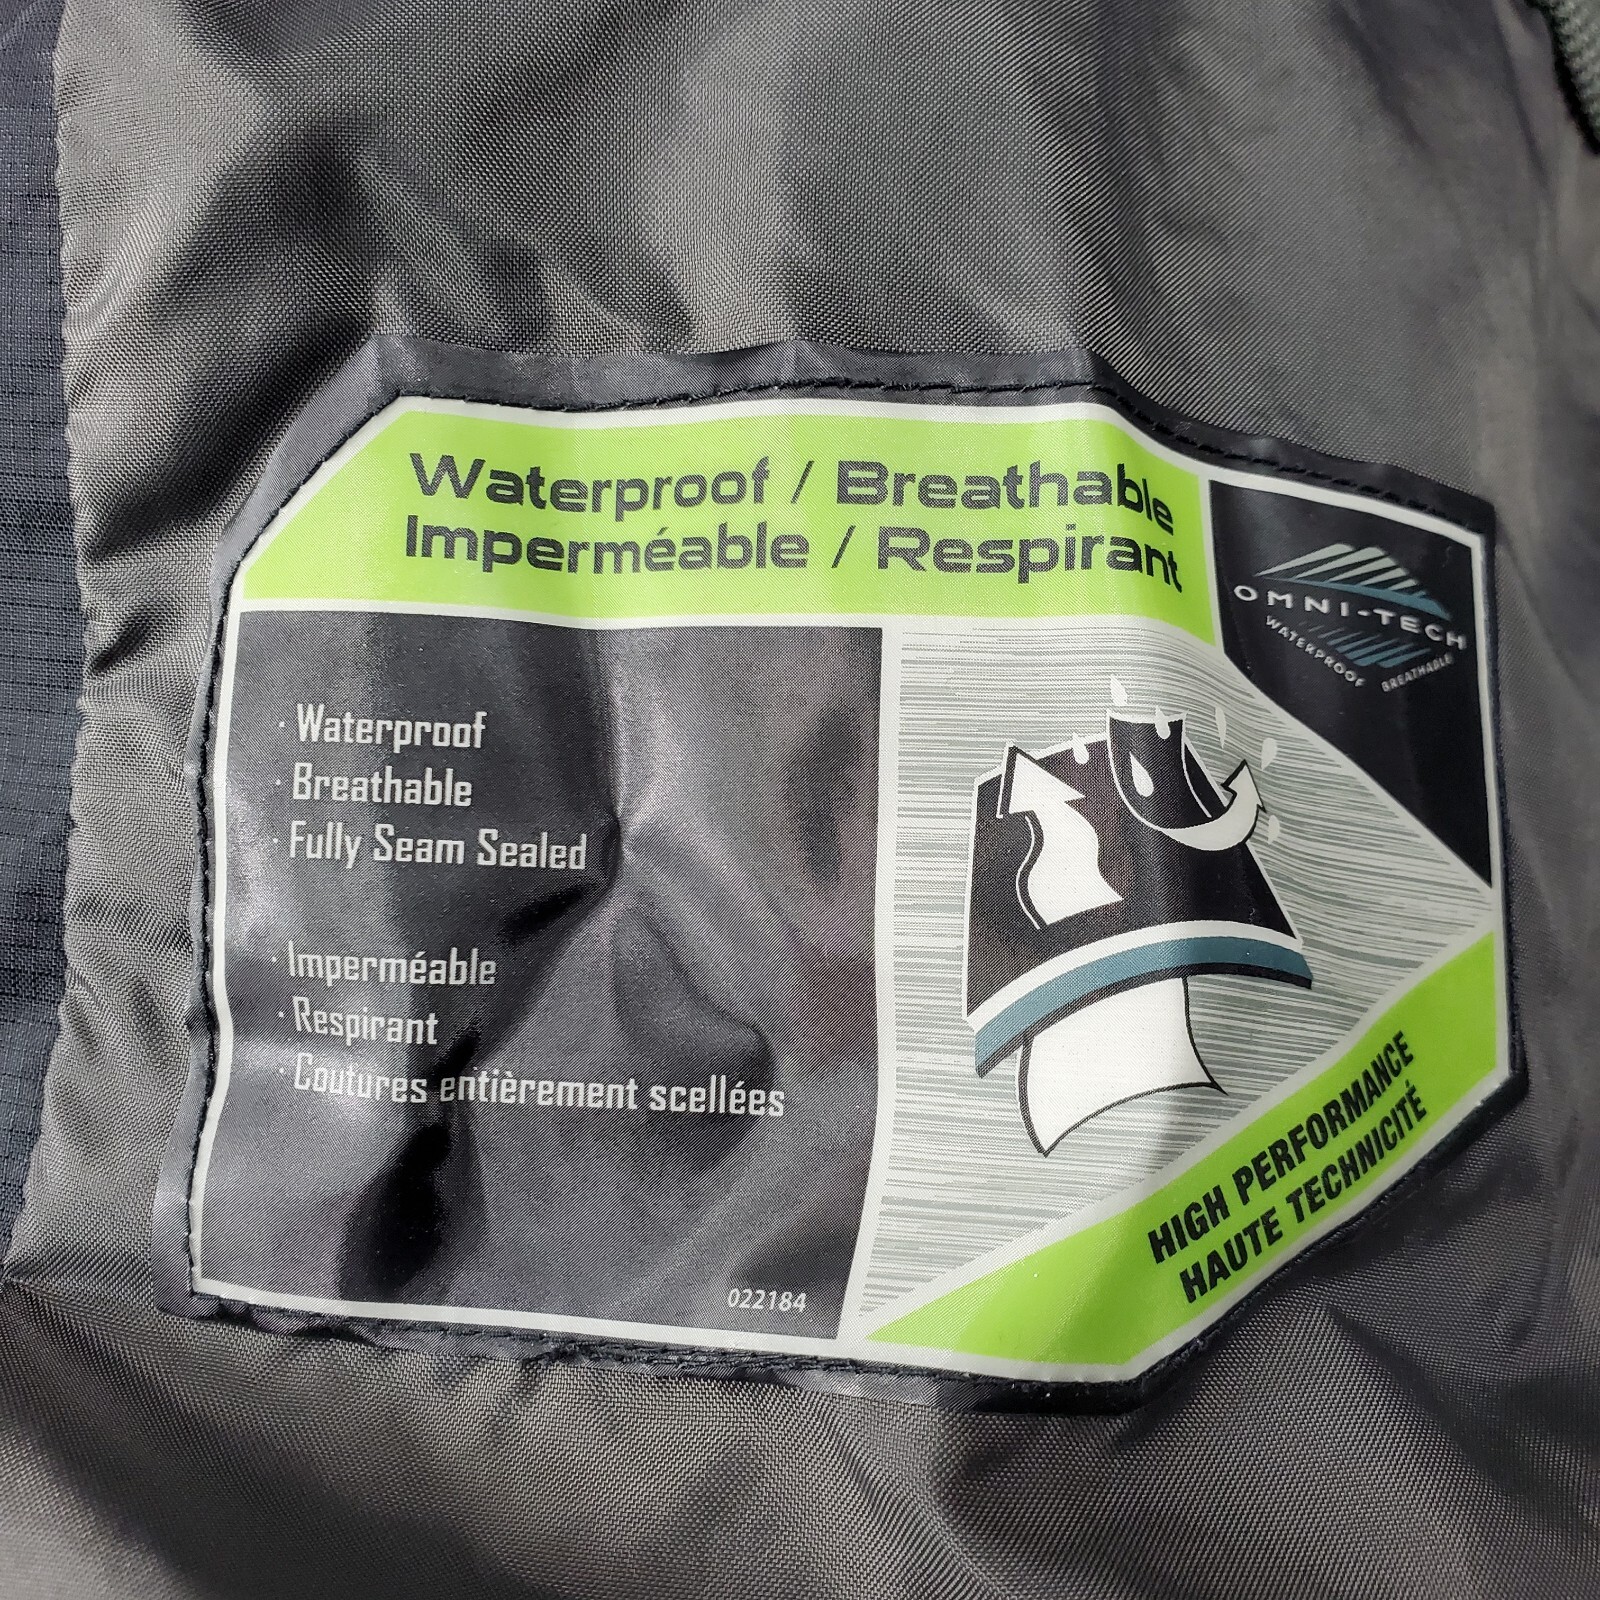 Waterproof / Breathable
Imperméable / Respirant
OMNI-TECH
WATERPROOF BREATHABLE
· Waterproof
· Breathable
· Fully Seam Sealed
· Imperméable
· Respirant
· Coutures entièrement scellées
022184
HIGH PERFORMANCE
HAUTE TECHNICITÉ